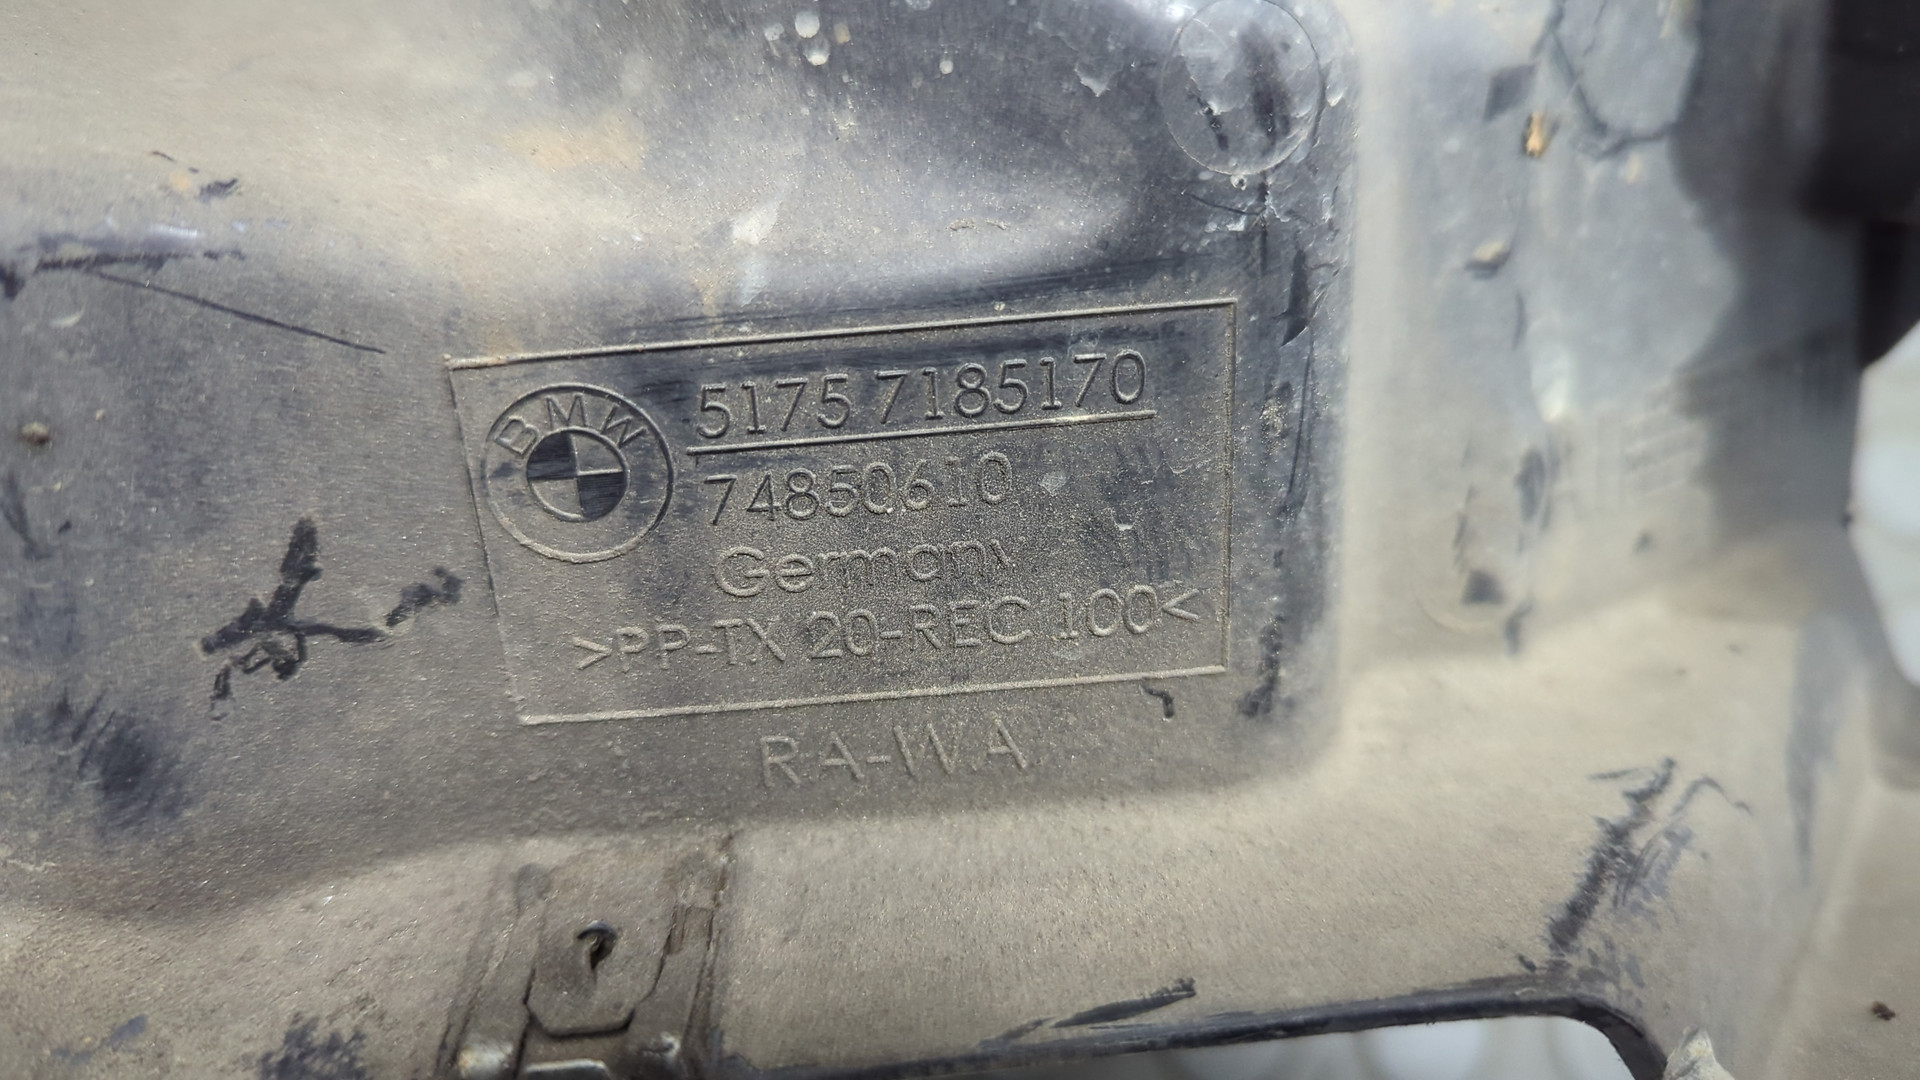 BMW
5175 7185170
74850610
Germany
>PP-TX 20-REC 100<
RA-WA